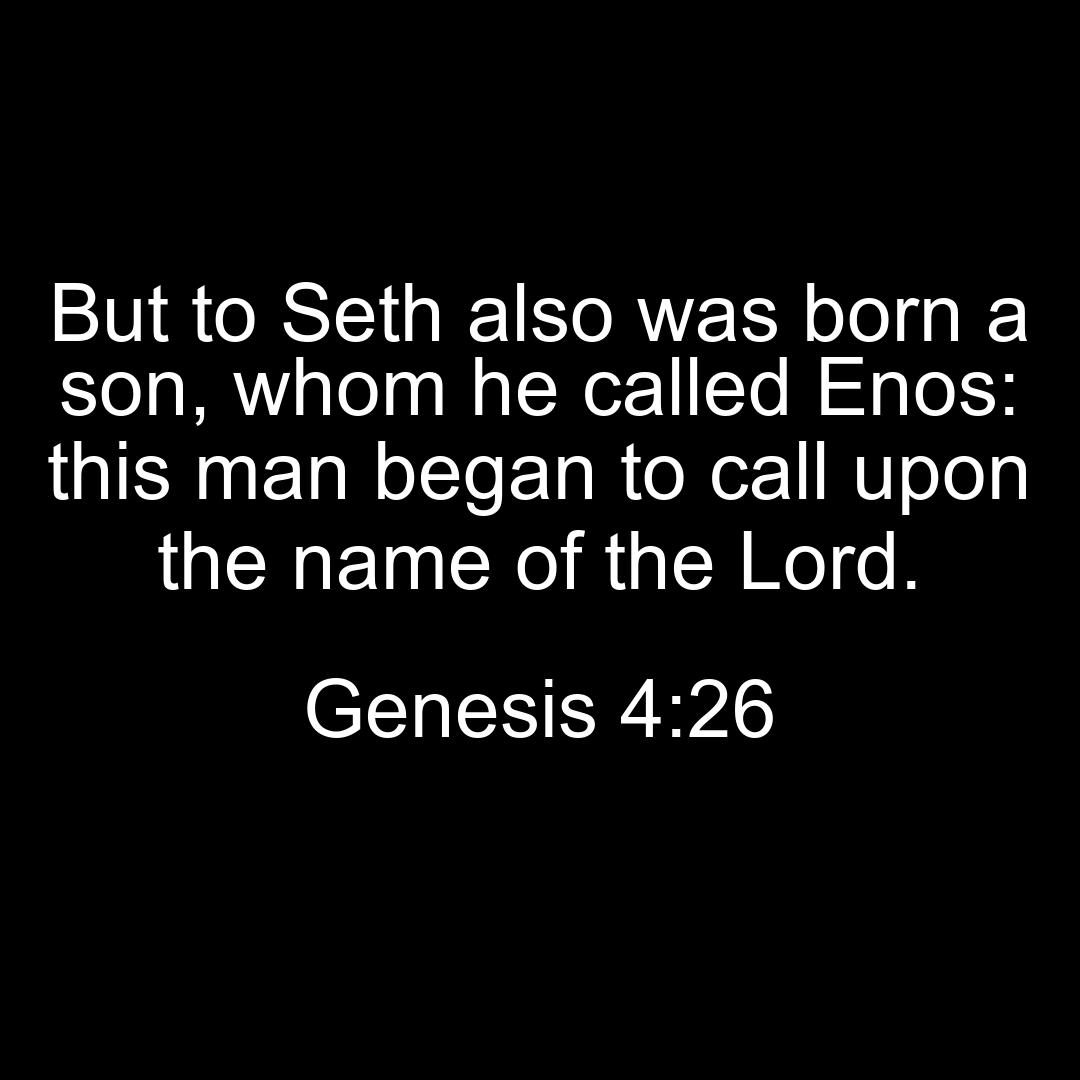 But to Seth also was born a
son, whom he called Enos:
this man began to call upon
the name of the Lord.
Genesis 4:26